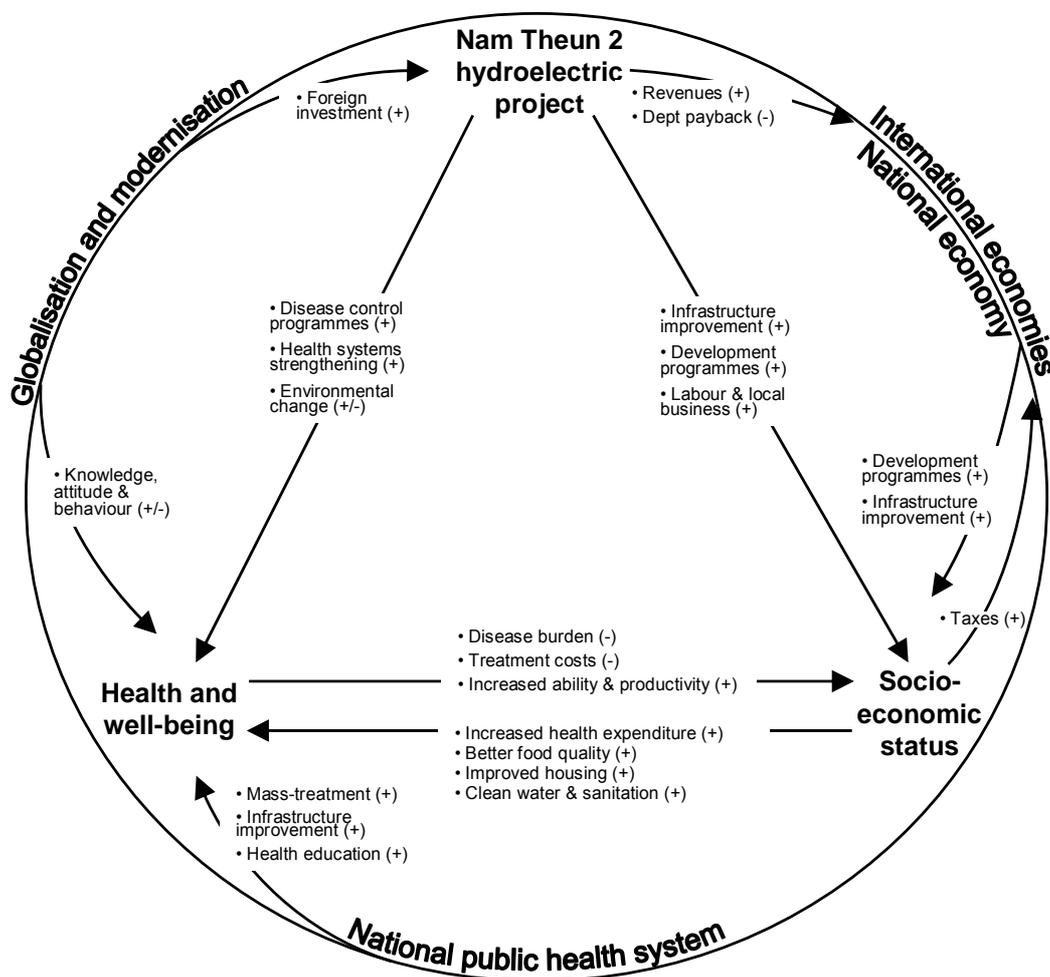 Nam Theun 2
hydroelectric
project
• Foreign
investment (+)
• Revenues (+)
• Dept payback (-)
Globalisation and modernisation
International economies
National economy
• Disease control
programmes (+)
• Health systems
strengthening (+)
• Environmental
change (+/-)
• Infrastructure
improvement (+)
• Development
programmes (+)
• Labour & local
business (+)
• Knowledge,
attitude &
behaviour (+/-)
• Development
programmes (+)
• Infrastructure
improvement (+)
• Taxes (+)
• Disease burden (-)
• Treatment costs (-)
• Increased ability & productivity (+)
Health and
well-being
Socio-
economic
status
• Increased health expenditure (+)
• Better food quality (+)
• Improved housing (+)
• Clean water & sanitation (+)
• Mass-treatment (+)
• Infrastructure
improvement (+)
• Health education (+)
National public health system